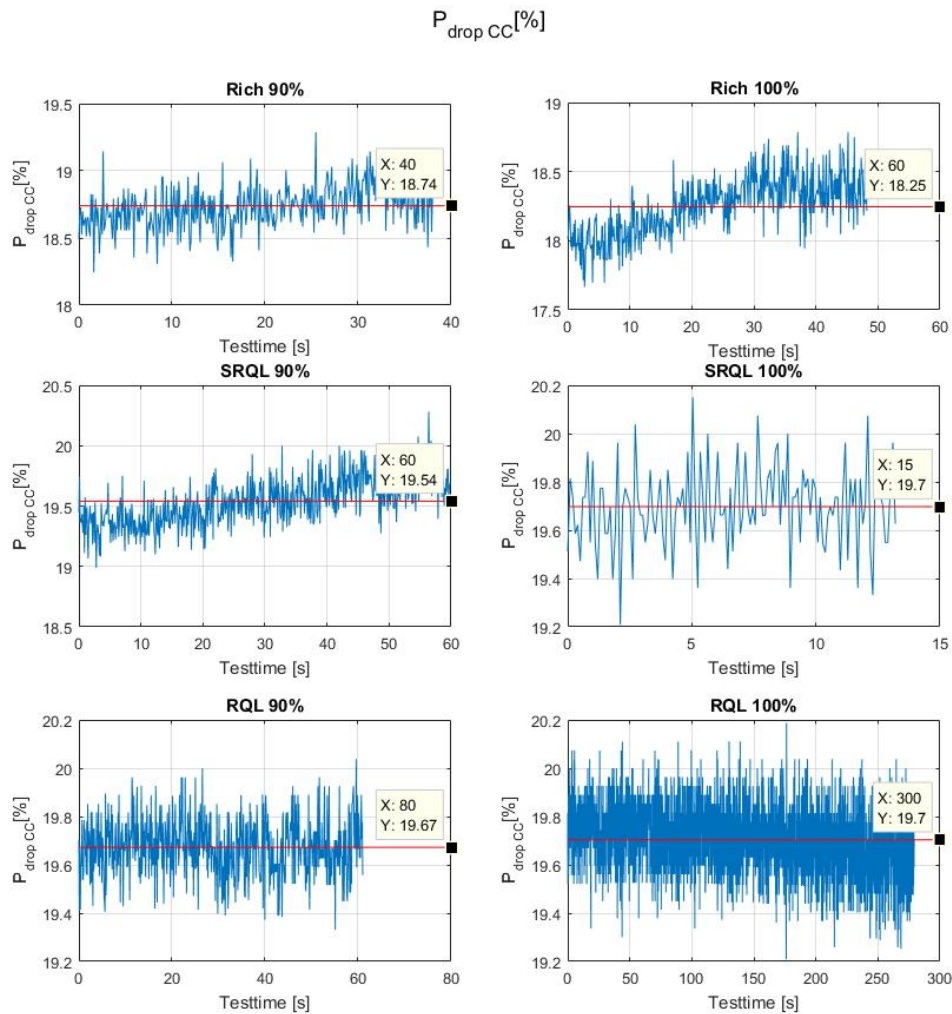 P_drop CC[%]
Rich 90%
19.5
19
18.5
18
P_drop CC[%]
X: 40
Y: 18.74
0 10 20 30 40
Testtime [s]
Rich 100%
19
18.5
18
17.5
P_drop CC[%]
X: 60
Y: 18.25
0 10 20 30 40 50 60
Testtime [s]
SRQL 90%
20.5
20
19.5
19
18.5
P_drop CC[%]
X: 60
Y: 19.54
0 10 20 30 40 50 60
Testtime [s]
SRQL 100%
20.2
20
19.8
19.6
19.4
19.2
P_drop CC[%]
X: 15
Y: 19.7
0 5 10 15
Testtime [s]
RQL 90%
20.2
20
19.8
19.6
19.4
19.2
P_drop CC[%]
X: 80
Y: 19.67
0 20 40 60 80
Testtime [s]
RQL 100%
20.2
20
19.8
19.6
19.4
19.2
P_drop CC[%]
X: 300
Y: 19.7
0 50 100 150 200 250 300
Testtime [s]